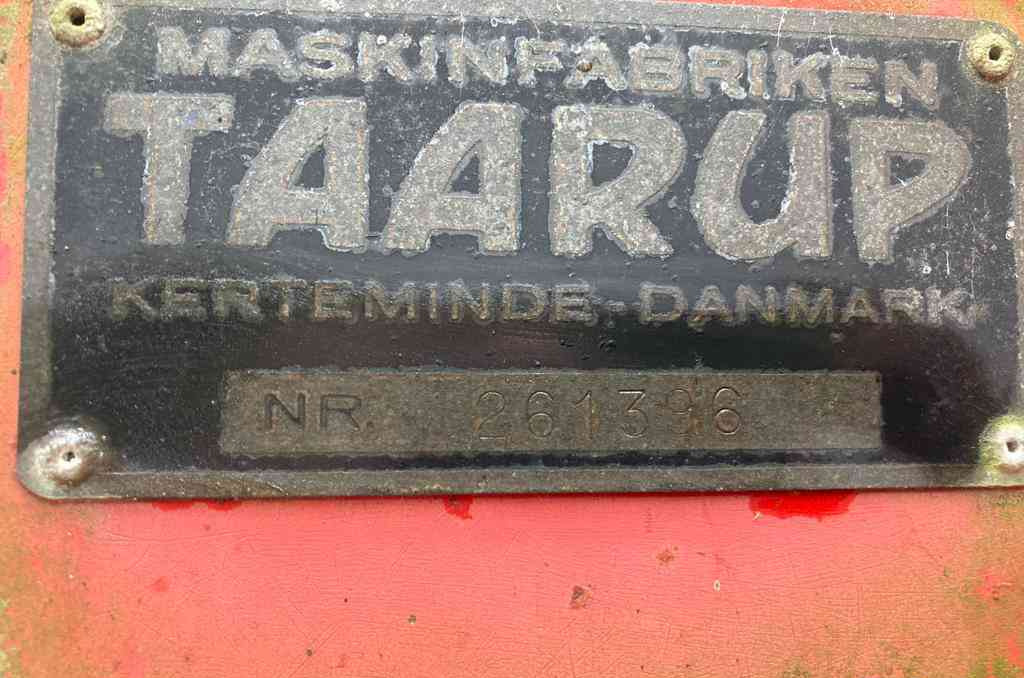 MASKINFABRIKEN
TAARUP
KERTEMINDE-DANMARK
NR. 261396